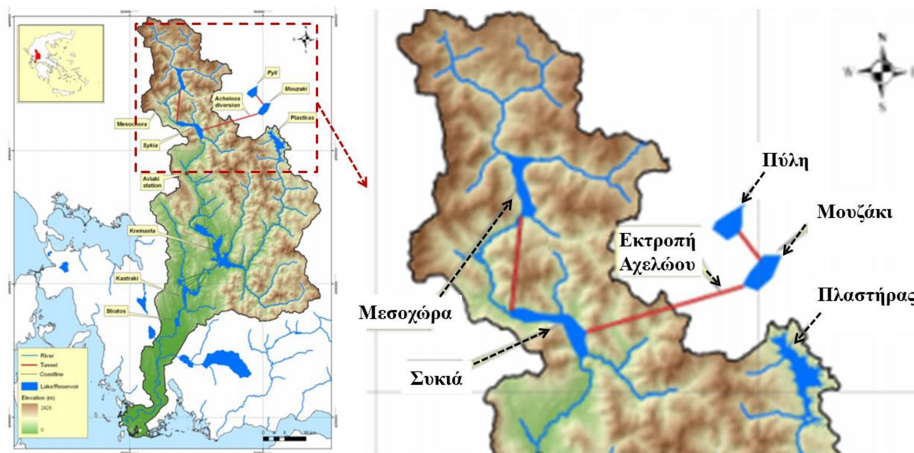 Pyli
Mouzaki
Acheloos
diversion
Mesochora
Plastiras
Sykia
Avlaki
station
Kremasta
Kastraki
Stratos
River
Tunnel
Coastline
Lake/Reservoir
Elevation (m)
2428
0
N
W
Πύλη
Μουζάκι
Εκτροπή
Αχελώου
Πλαστήρας
Μεσοχώρα
Συκιά